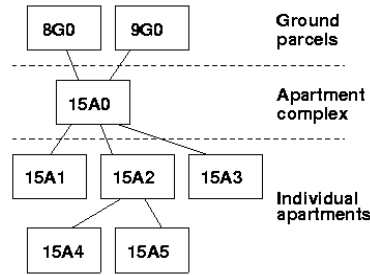 8G0 9G0 Ground
parcels
15A0 Apartment
complex
15A1 15A2 15A3 Individual
apartments
15A4 15A5